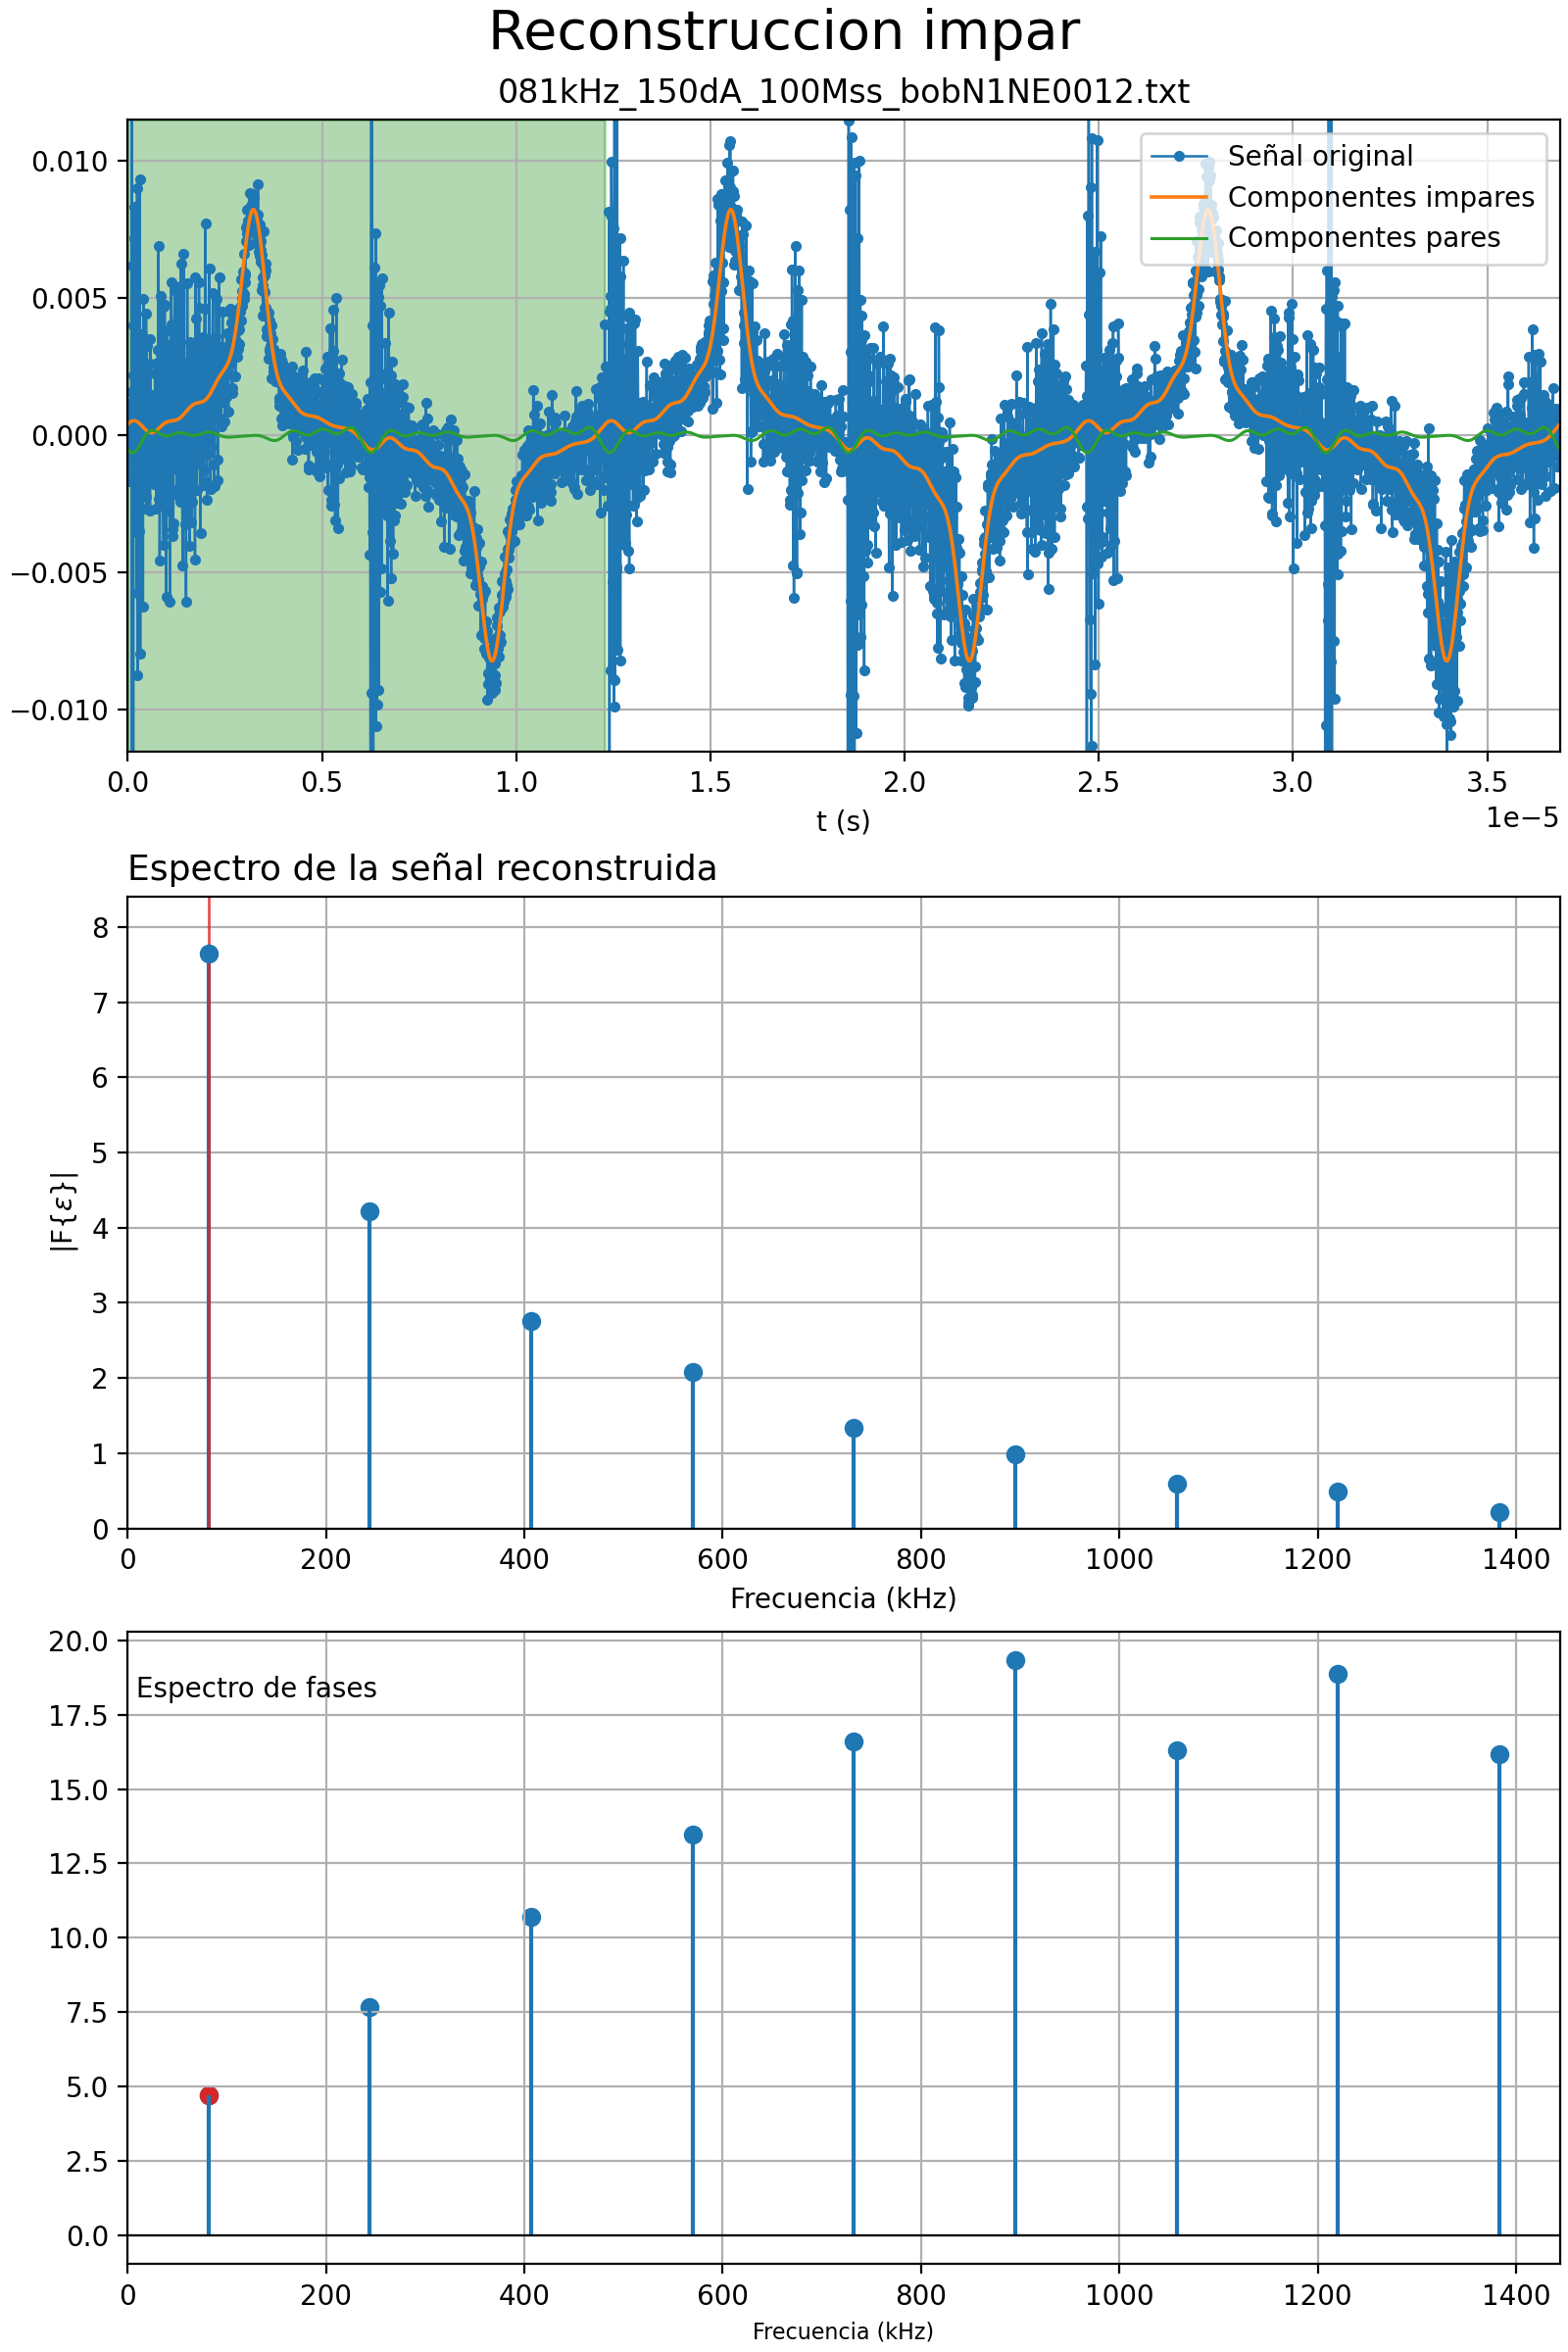 Reconstruccion impar
081kHz_150dA_100Mss_bobN1NE0012.txt
0.010
0.005
0.000
−0.005
−0.010
Señal original
Componentes impares
Componentes pares
0.0 0.5 1.0 1.5 2.0 2.5 3.0 3.5
1e−5
t (s)
Espectro de la señal reconstruida
8
7
6
5
4
3
2
1
0
|F{ε}|
0 200 400 600 800 1000 1200 1400
Frecuencia (kHz)
20.0
17.5
15.0
12.5
10.0
7.5
5.0
2.5
0.0
Espectro de fases
0 200 400 600 800 1000 1200 1400
Frecuencia (kHz)